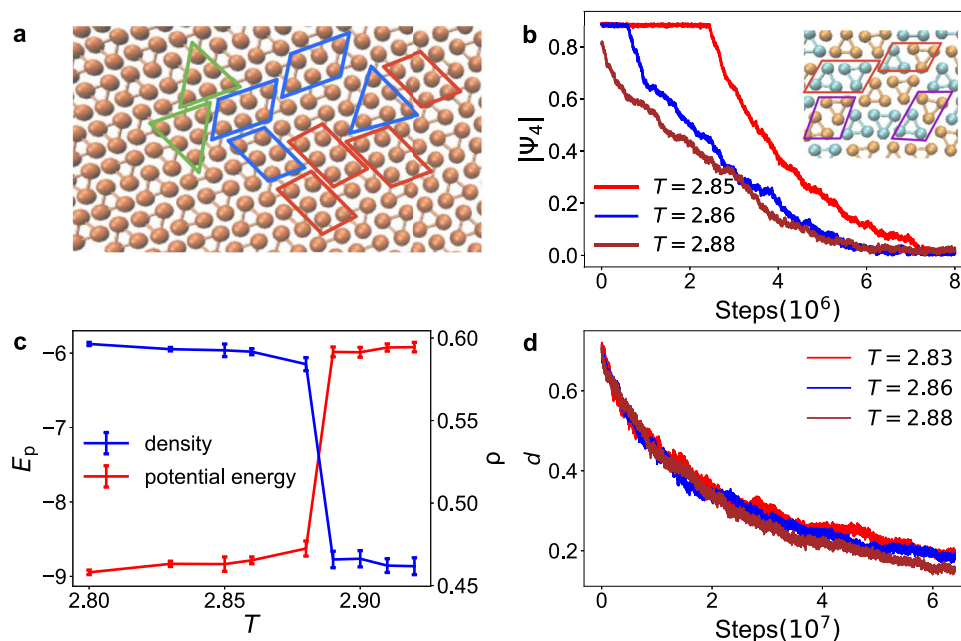 a
b
|Ψ4|
0.8
0.6
0.4
0.2
0.0
T = 2.85
T = 2.86
T = 2.88
0 2 4 6 8
Steps(10^6)
c
Ep
−6
−7
−8
−9
density
potential energy
0.60
0.55
0.50
0.45
ρ
2.80 2.85 2.90
T
d
d
0.6
0.4
0.2
T = 2.83
T = 2.86
T = 2.88
0 2 4 6
Steps(10^7)